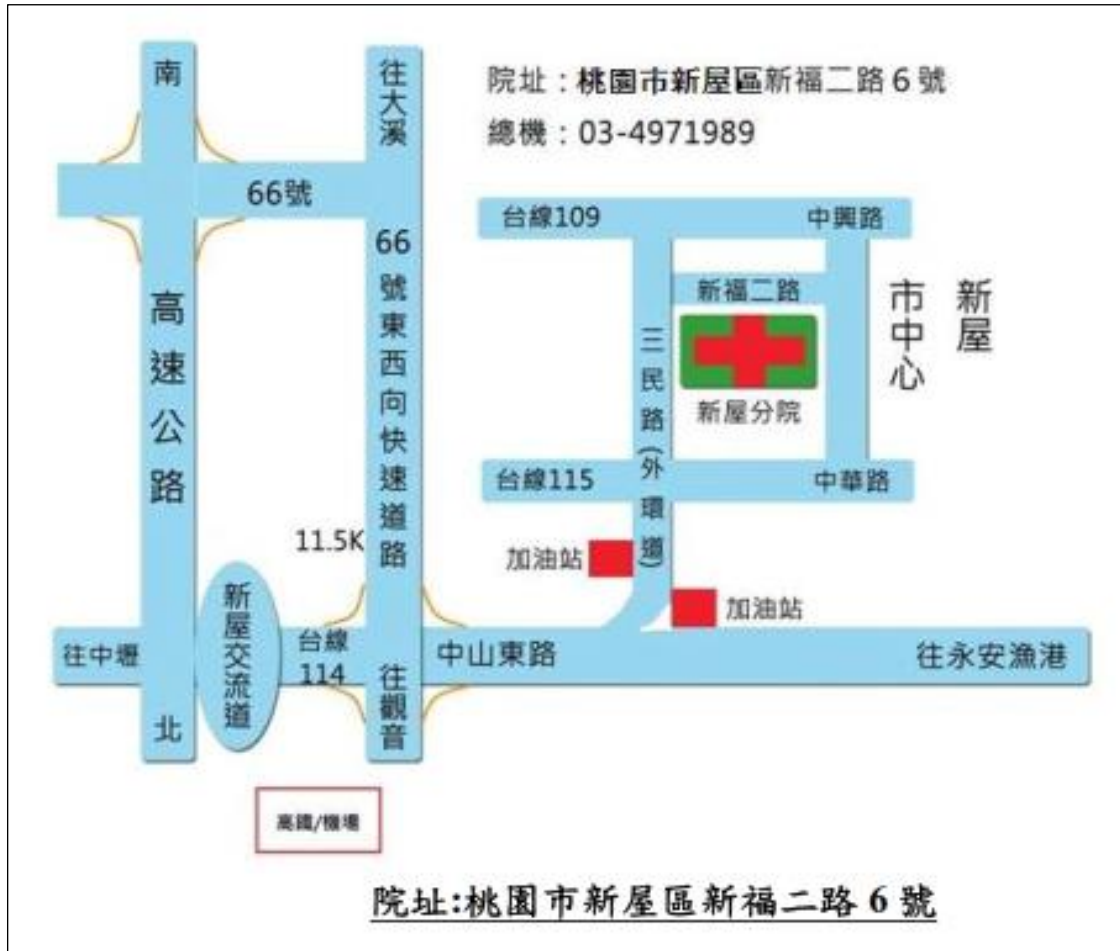 院址：桃園市新屋區新福二路6號
總機：03-4971989
南
往大溪
66號
66號東西向快速道路
高速公路
台線109
中興路
新福二路
新屋
市中心
三民路(外環道)
新屋分院
台線115
中華路
11.5K
加油站
加油站
新屋交流道
往中壢
台線
114
中山東路
往永安漁港
往觀音
北
高鐵/機場
院址:桃園市新屋區新福二路 6 號